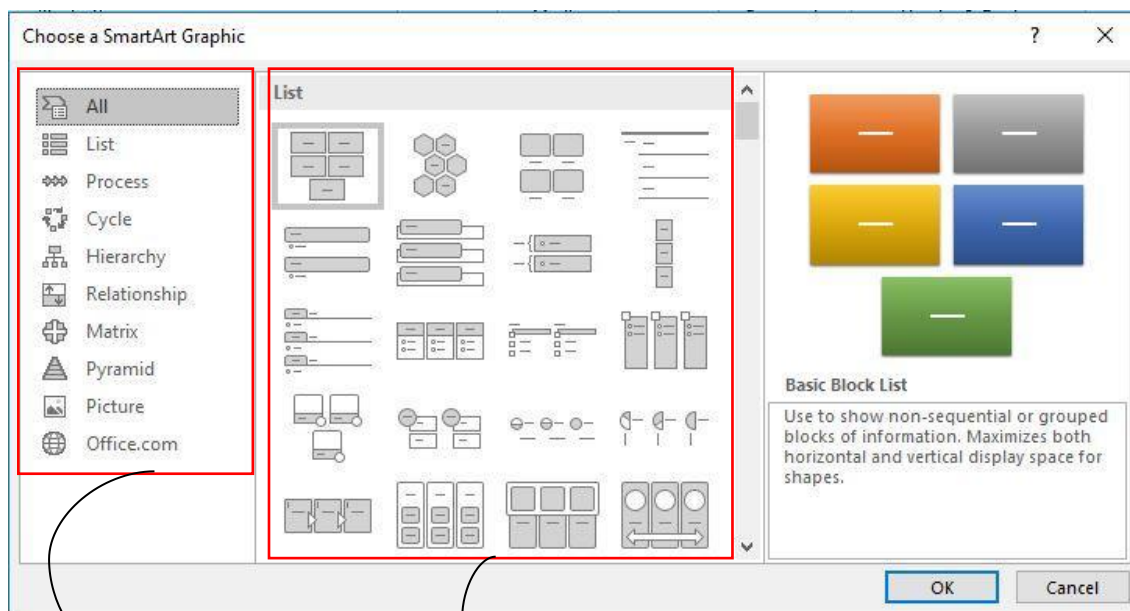 Choose a SmartArt Graphic
?
All
List
Process
Cycle
Hierarchy
Relationship
Matrix
Pyramid
Picture
Office.com
List
Basic Block List
Use to show non-sequential or grouped
blocks of information. Maximizes both
horizontal and vertical display space for
shapes.
OK
Cancel